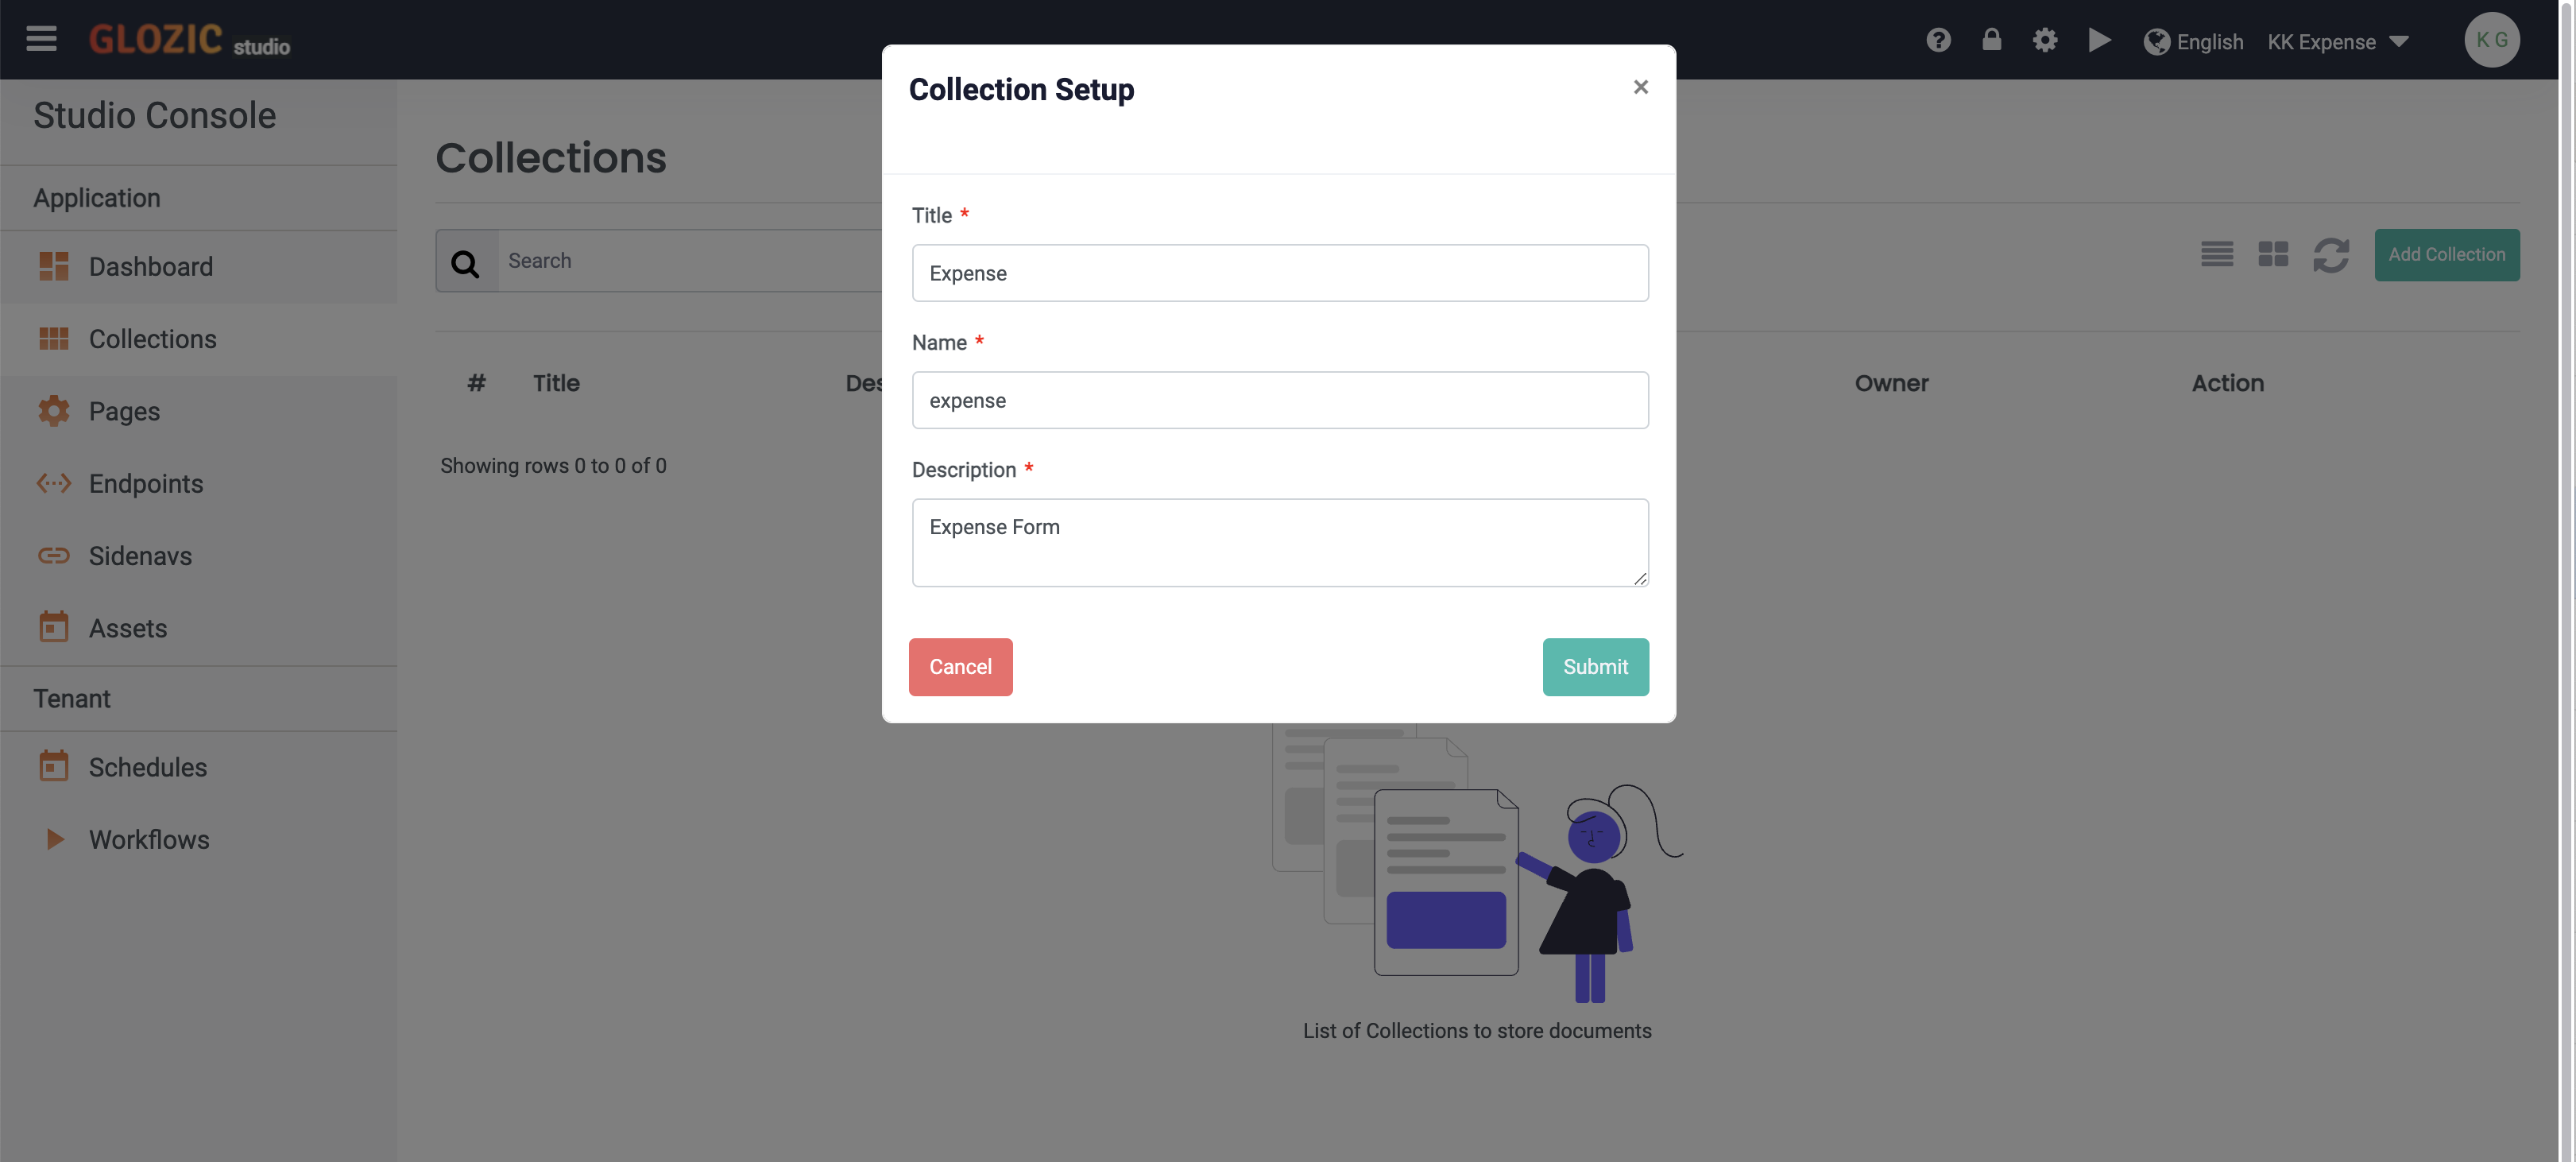 GLOZIC studio
English
KK Expense
K G
Studio Console
Application
Dashboard
Collections
Pages
Endpoints
Sidenavs
Assets
Tenant
Schedules
Workflows
Collections
Search
Add Collection
# Title Des Owner Action
Showing rows 0 to 0 of 0
Collection Setup
×
Title *
Expense
Name *
expense
Description *
Expense Form
Cancel
Submit
List of Collections to store documents